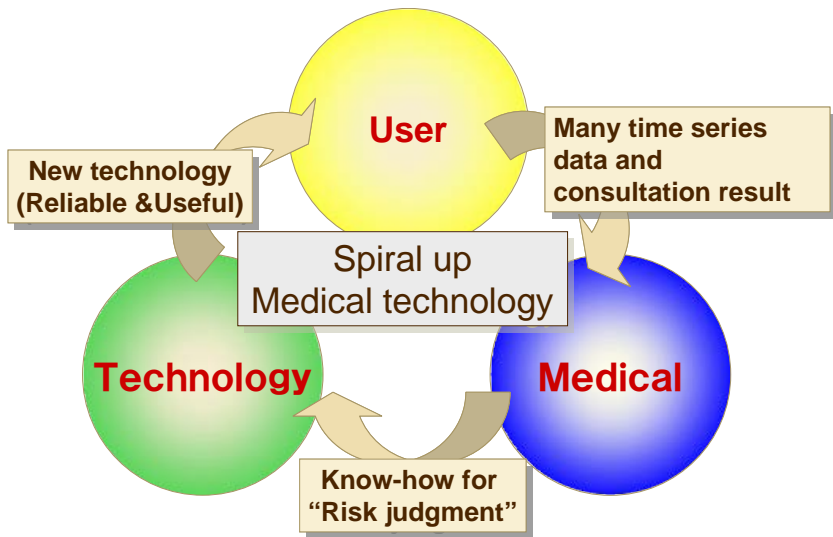 User
Many time series
data and
consultation result
New technology
(Reliable &Useful)
Spiral up
Medical technology
Technology
Medical
Know-how for
“Risk judgment”